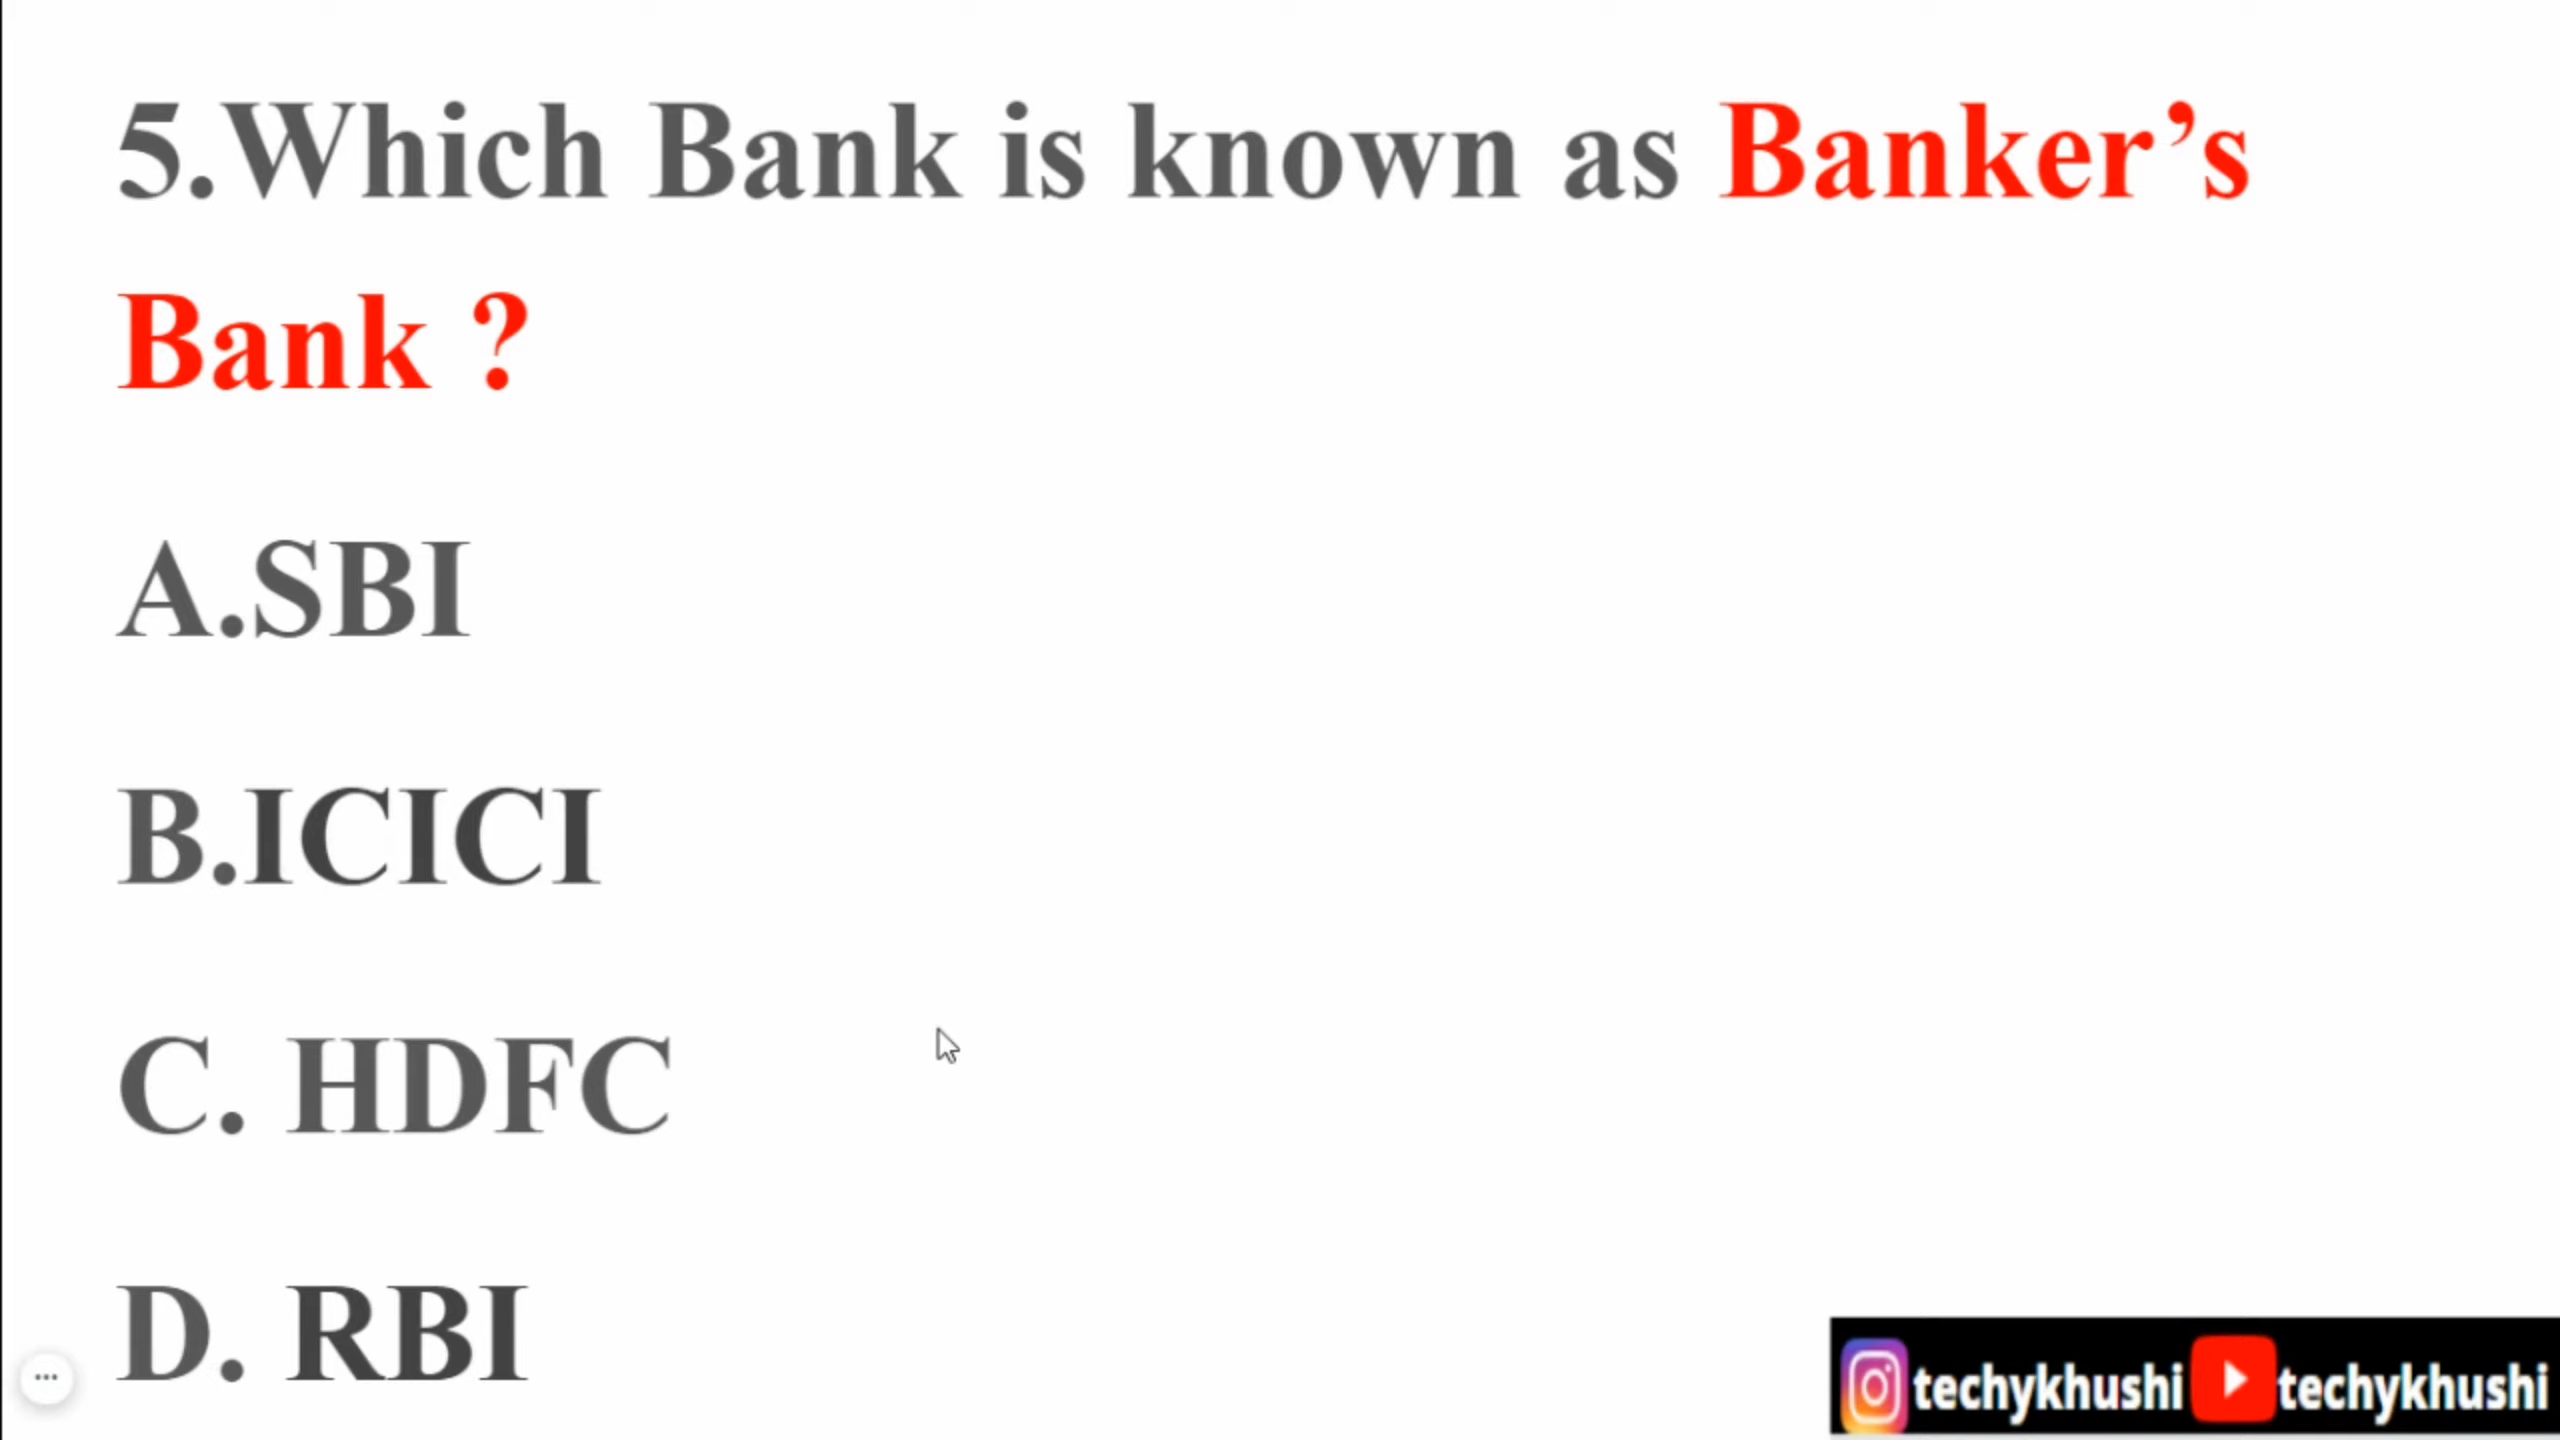 5.Which Bank is known as Banker’s
Bank ?
A.SBI
B.ICICI
C. HDFC
D. RBI
techykhushi techykhushi